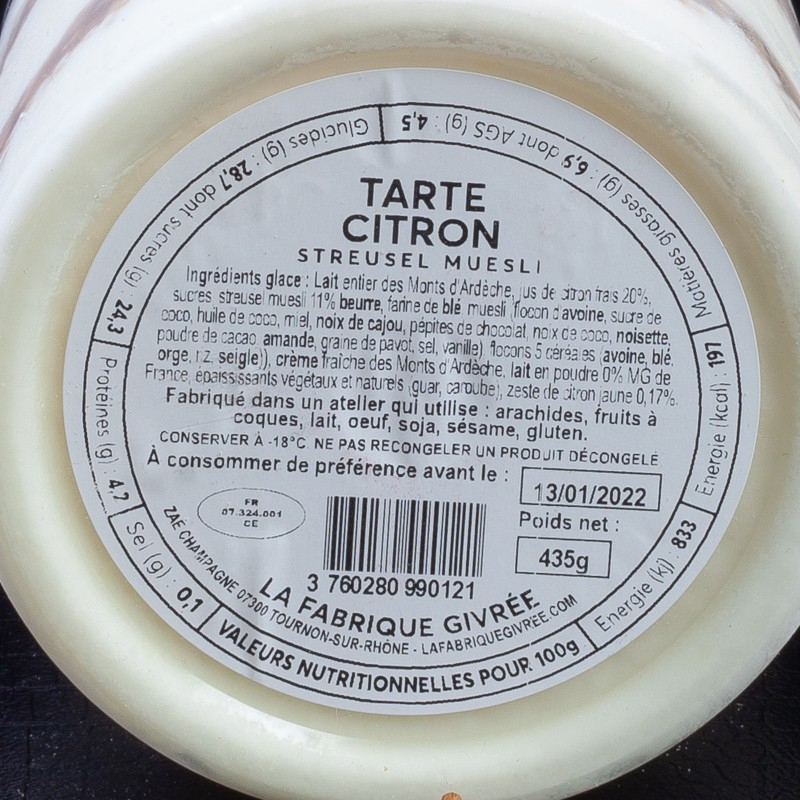 TARTE
CITRON
STREUSEL MUESLI
Ingrédients glace : Lait entier des Monts d'Ardèche, jus de citron frais 20%,
sucres, streusel muesli 11% beurre, farine de blé, muesli (flocon d'avoine, sucre de
coco, huile de coco, miel, noix de cajou, pépites de chocolat, noix de coco, noisette,
poudre de cacao, amande, graine de pavot, sel, vanille), flocons 5 céréales (avoine, blé,
orge, riz, seigle)), crème fraîche des Monts d'Ardèche, lait en poudre 0% MG de
France, épaississants végétaux et naturels (guar, caroube), zeste de citron jaune 0,17%.
Fabriqué dans un atelier qui utilise : arachides, fruits à
coques, lait, oeuf, soja, sésame, gluten.
CONSERVER À -18°C NE PAS RECONGELER UN PRODUIT DÉCONGELÉ
À consommer de préférence avant le :
13/01/2022
Poids net :
435g
FR
07.324.001
CE
3 760280 990121
LA FABRIQUE GIVRÉE
ZAE CHAMPAGNE 07300 TOURNON-SUR-RHÔNE - LAFABRIQUEGIVREE.COM
VALEURS NUTRITIONNELLES POUR 100g
Energie (kj) : 833
Energie (kcal) : 197
Matières grasses (g) : 6,9 dont AGS (g) : 4,5
Glucides (g) : 28,7 dont sucres (g) : 24,3
Protéines (g) : 4,2
Sel (g) : 0,1